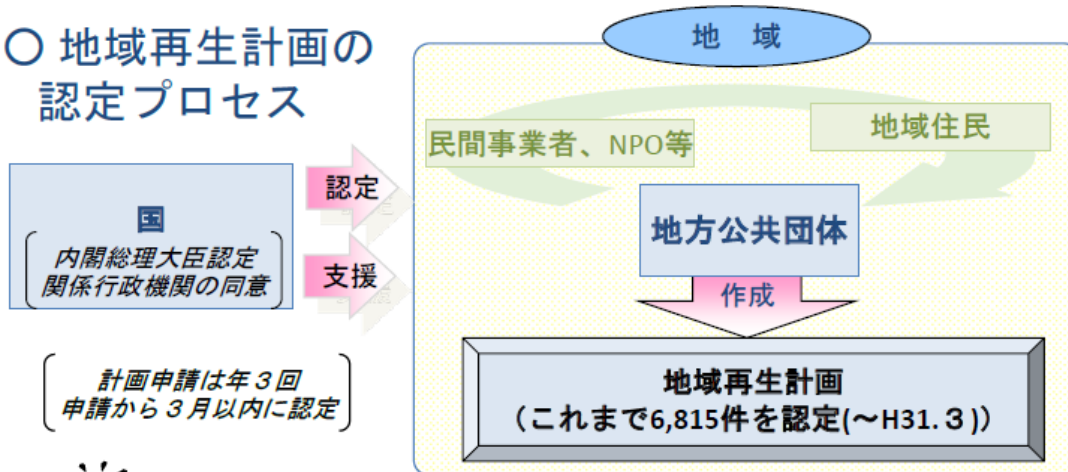 ○ 地域再生計画の
認定プロセス
国
内閣総理大臣認定
関係行政機関の同意
計画申請は年３回
申請から３月以内に認定
認定
支援
地　域
民間事業者、NPO等
地域住民
地方公共団体
作成
地域再生計画
（これまで6,815件を認定(～H31.３)）